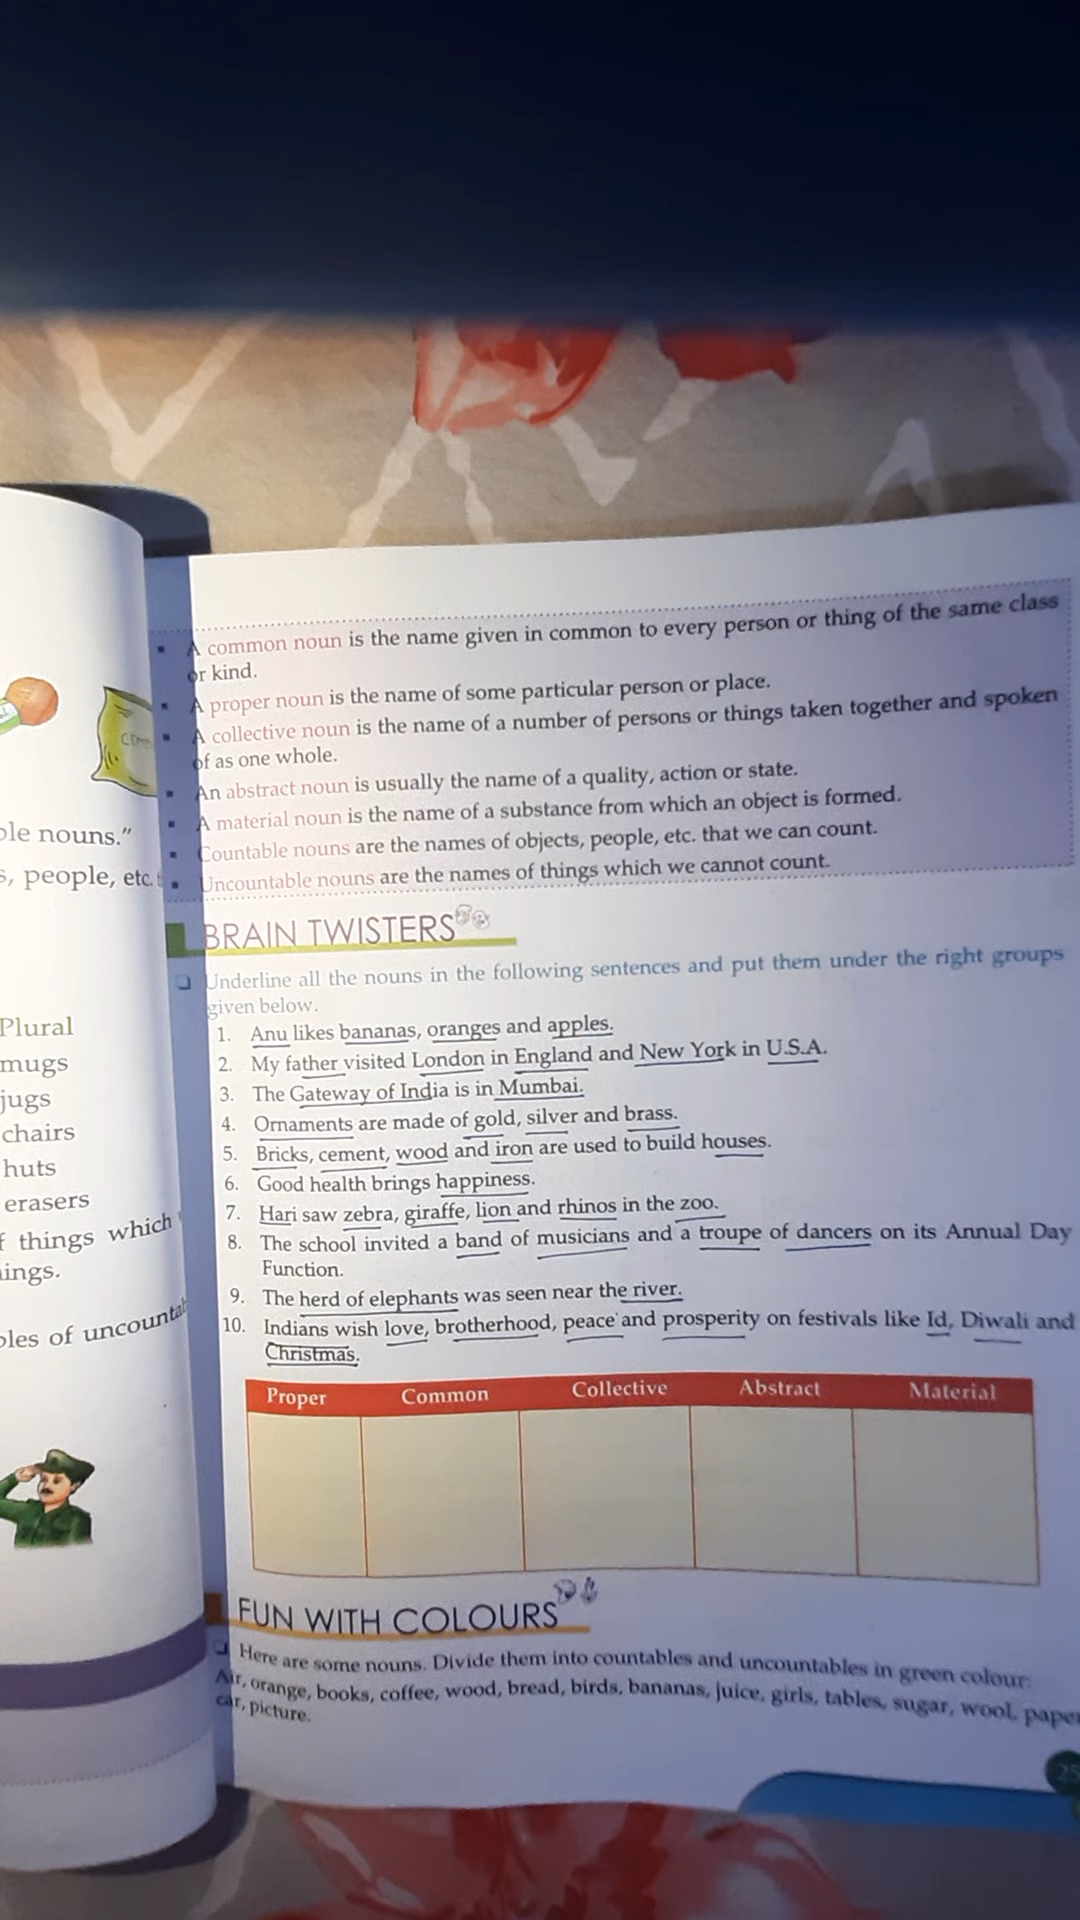 ple nouns."
s, people, etc.
Plural
mugs
jugs
chairs
huts
erasers
f things which
ings.
ples of uncountab
A common noun is the name given in common to every person or thing of the same class
or kind.
A proper noun is the name of some particular person or place.
A collective noun is the name of a number of persons or things taken together and spoken
of as one whole.
An abstract noun is usually the name of a quality, action or state.
A material noun is the name of a substance from which an object is formed.
Countable nouns are the names of objects, people, etc. that we can count.
Uncountable nouns are the names of things which we cannot count.
BRAIN TWISTERS
Underline all the nouns in the following sentences and put them under the right groups
given below.
1. Anu likes bananas, oranges and apples.
2. My father visited London in England and New York in U.S.A.
3. The Gateway of India is in Mumbai.
4. Ornaments are made of gold, silver and brass.
5. Bricks, cement, wood and iron are used to build houses.
6. Good health brings happiness.
7. Hari saw zebra, giraffe, lion and rhinos in the zoo.
8. The school invited a band of musicians and a troupe of dancers on its Annual Day
Function.
9. The herd of elephants was seen near the river.
10. Indians wish love, brotherhood, peace and prosperity on festivals like Id, Diwali and
Christmas.
Proper Common Collective Abstract Material
FUN WITH COLOURS
Here are some nouns. Divide them into countables and uncountables in green colour:
Air, orange, books, coffee, wood, bread, birds, bananas, juice, girls, tables, sugar, wool, paper
car, picture.
25